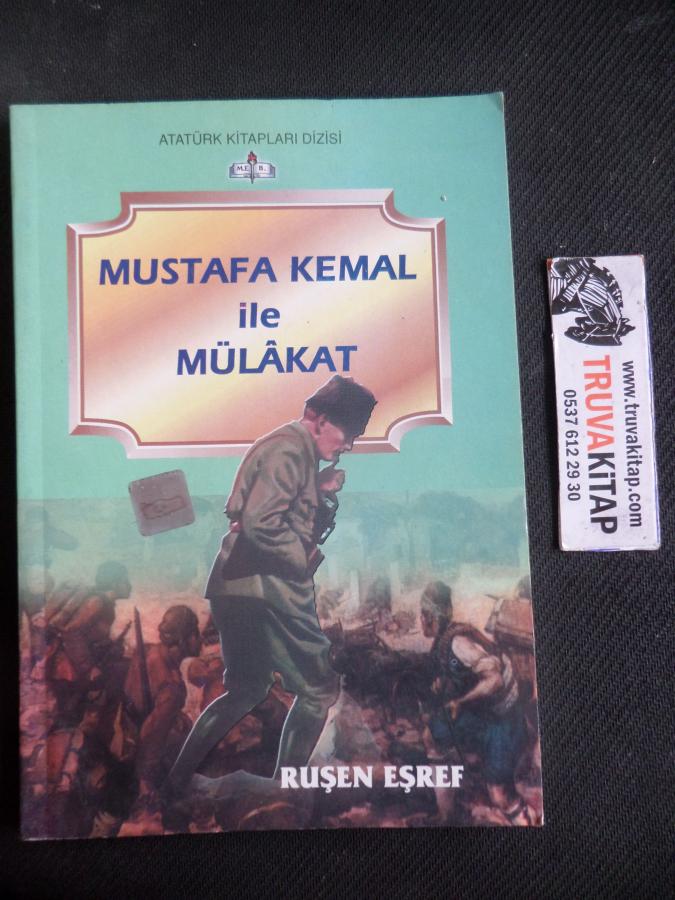 ATATÜRK KİTAPLARI DİZİSİ
M.E B.
MUSTAFA KEMAL
ile
MÜLÂKAT
RUŞEN EŞREF
www.truvakitap.com
TRUVAKİTAP
0537 612 29 30